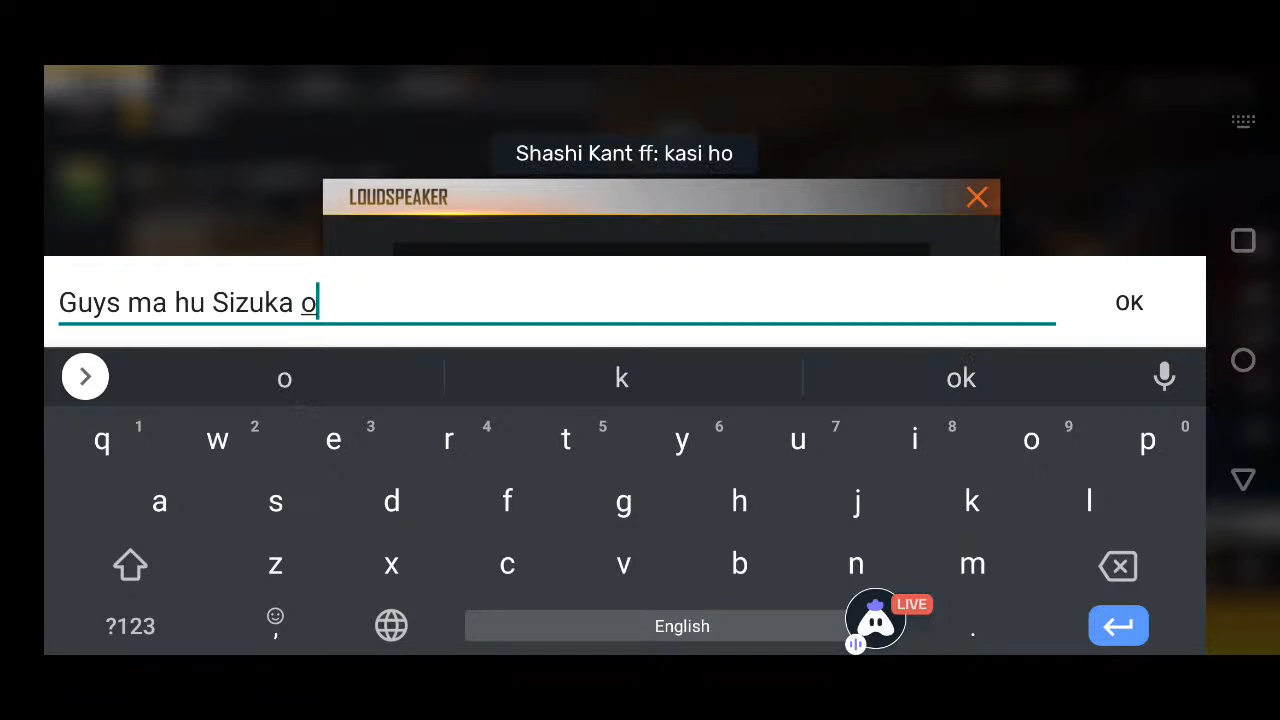 Shashi Kant ff: kasi ho
LOUDSPEAKER
Guys ma hu Sizuka o
OK
o k ok
q 1 w 2 e 3 r 4 t 5 y 6 u 7 i 8 o 9 p 0
a s d f g h j k l
z x c v b n m
LIVE
?123 , English .